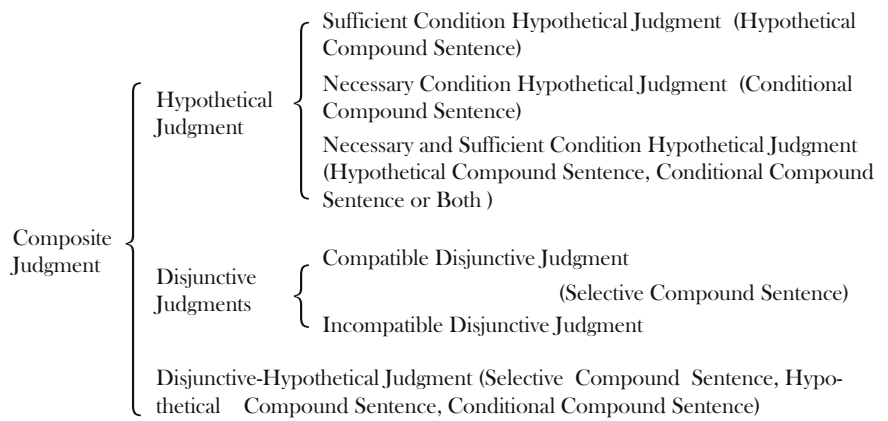 Sufficient Condition Hypothetical Judgment (Hypothetical
Compound Sentence)
Hypothetical
Judgment
Necessary Condition Hypothetical Judgment (Conditional
Compound Sentence)
Necessary and Sufficient Condition Hypothetical Judgment
(Hypothetical Compound Sentence, Conditional Compound
Sentence or Both )
Composite
Judgment
Disjunctive
Judgments
Compatible Disjunctive Judgment
(Selective Compound Sentence)
Incompatible Disjunctive Judgment
Disjunctive-Hypothetical Judgment (Selective Compound Sentence, Hypo-
thetical Compound Sentence, Conditional Compound Sentence)